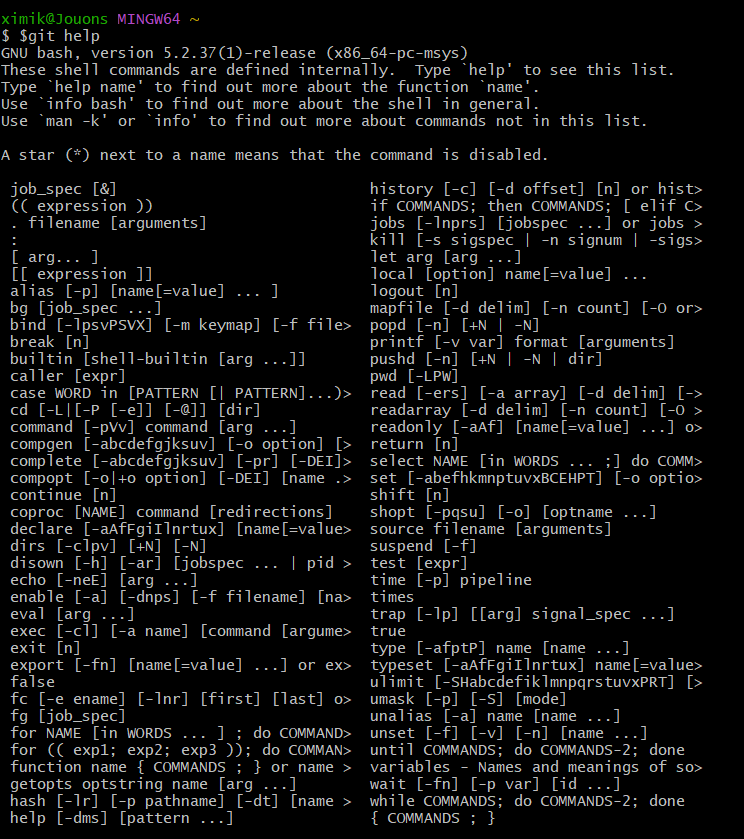 ximik@Jouons MINGW64 ~
$ $git help
GNU bash, version 5.2.37(1)-release (x86_64-pc-msys)
These shell commands are defined internally.  Type `help' to see this list.
Type `help name' to find out more about the function `name'.
Use `info bash' to find out more about the shell in general.
Use `man -k' or `info' to find out more about commands not in this list.

A star (*) next to a name means that the command is disabled.

 job_spec [&]                            history [-c] [-d offset] [n] or hist>
 (( expression ))                        if COMMANDS; then COMMANDS; [ elif C>
 . filename [arguments]                  jobs [-lnprs] [jobspec ...] or jobs >
 :                                       kill [-s sigspec | -n signum | -sigs>
 [ arg... ]                              let arg [arg ...]
 [[ expression ]]                        local [option] name[=value] ...
 alias [-p] [name[=value] ... ]          logout [n]
 bg [job_spec ...]                       mapfile [-d delim] [-n count] [-O or>
 bind [-lpsvPSVX] [-m keymap] [-f file>  popd [-n] [+N | -N]
 break [n]                               printf [-v var] format [arguments]
 builtin [shell-builtin [arg ...]]       pushd [-n] [+N | -N | dir]
 caller [expr]                           pwd [-LPW]
 case WORD in [PATTERN [| PATTERN]...)>  read [-ers] [-a array] [-d delim] [->
 cd [-L|[-P [-e]] [-@]] [dir]            readarray [-d delim] [-n count] [-O >
 command [-pVv] command [arg ...]        readonly [-aAf] [name[=value] ...] o>
 compgen [-abcdefgjksuv] [-o option] [>  return [n]
 complete [-abcdefgjksuv] [-pr] [-DEI]>  select NAME [in WORDS ... ;] do COMM>
 compopt [-o|+o option] [-DEI] [name .>  set [-abefhkmnptuvxBCEHPT] [-o optio>
 continue [n]                            shift [n]
 coproc [NAME] command [redirections]    shopt [-pqsu] [-o] [optname ...]
 declare [-aAfFgiIlnrtux] [name[=value>  source filename [arguments]
 dirs [-clpv] [+N] [-N]                  suspend [-f]
 disown [-h] [-ar] [jobspec ... | pid >  test [expr]
 echo [-neE] [arg ...]                   time [-p] pipeline
 enable [-a] [-dnps] [-f filename] [na>  times
 eval [arg ...]                          trap [-lp] [[arg] signal_spec ...]
 exec [-cl] [-a name] [command [argume>  true
 exit [n]                                type [-afptP] name [name ...]
 export [-fn] [name[=value] ...] or ex>  typeset [-aAfFgiIlnrtux] name[=value>
 false                                   ulimit [-SHabcdefiklmnpqrstuvxPRT] [>
 fc [-e ename] [-lnr] [first] [last] o>  umask [-p] [-S] [mode]
 fg [job_spec]                           unalias [-a] name [name ...]
 for NAME [in WORDS ... ] ; do COMMAND>  unset [-f] [-v] [-n] [name ...]
 for (( exp1; exp2; exp3 )); do COMMAN>  until COMMANDS; do COMMANDS-2; done
 function name { COMMANDS ; } or name >  variables - Names and meanings of so>
 getopts optstring name [arg ...]        wait [-fn] [-p var] [id ...]
 hash [-lr] [-p pathname] [-dt] [name >  while COMMANDS; do COMMANDS-2; done
 help [-dms] [pattern ...]               { COMMANDS ; }